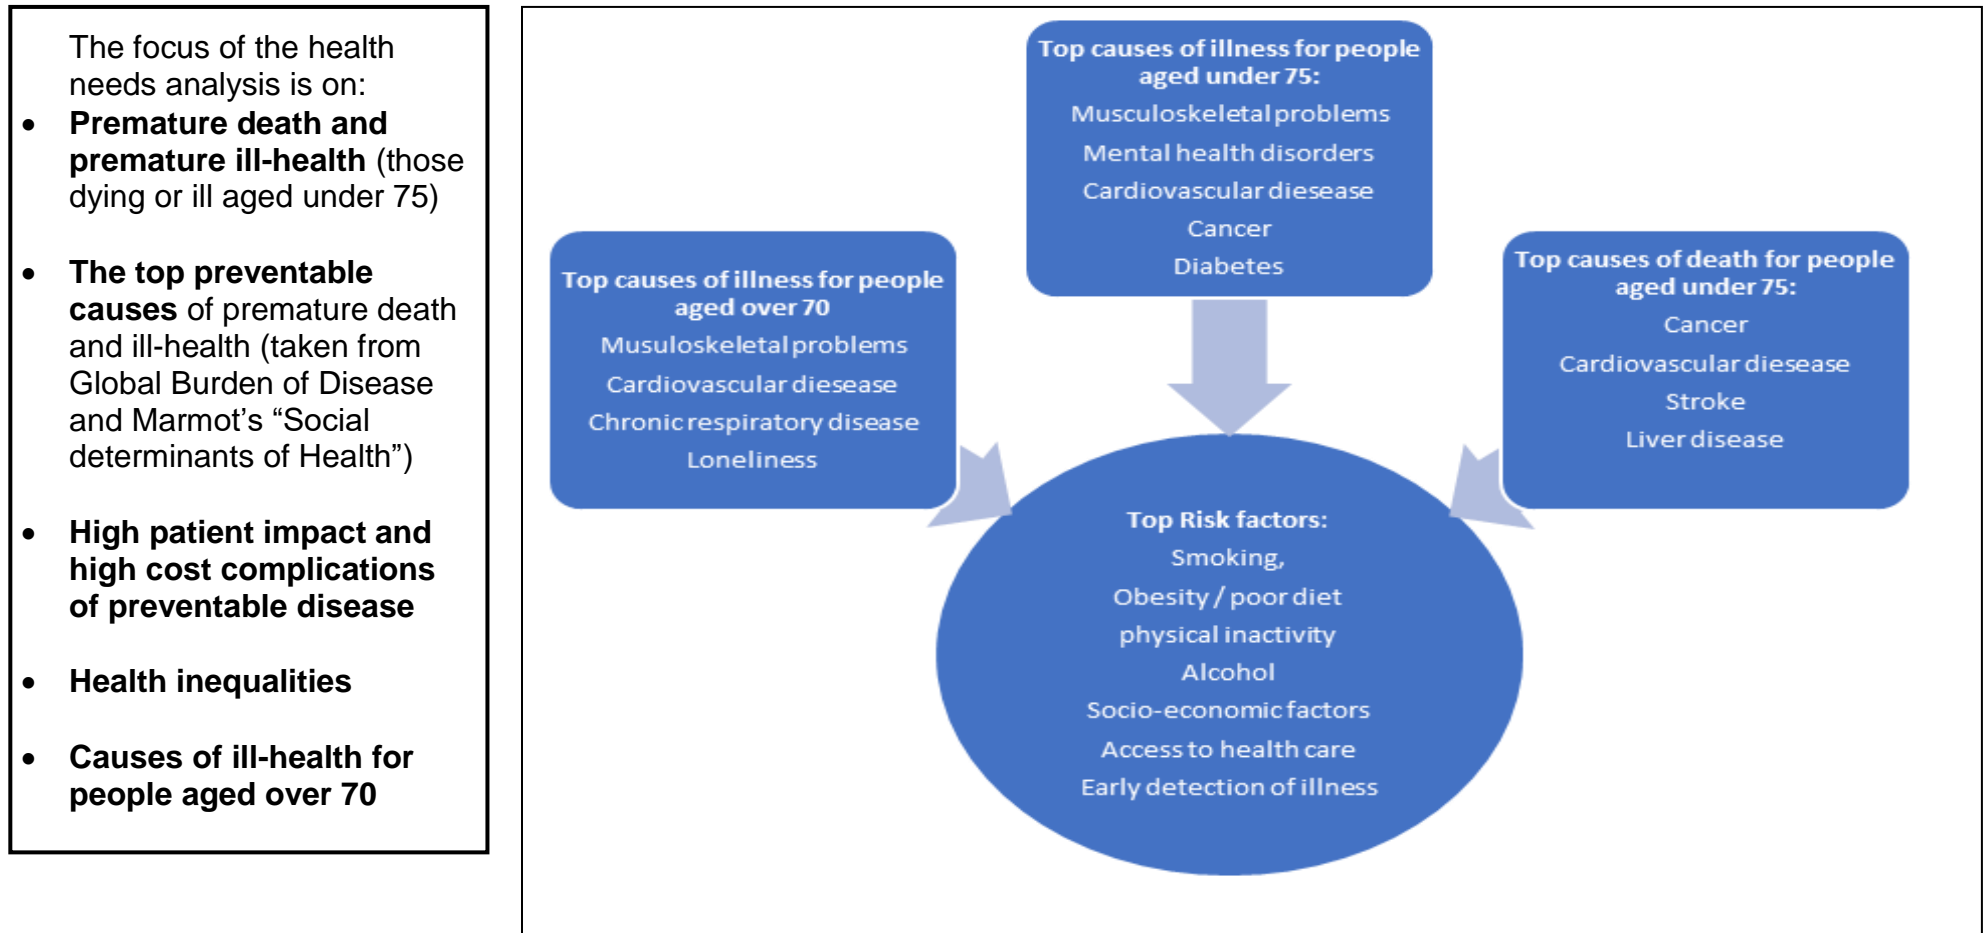 The focus of the health
needs analysis is on:
• Premature death and
premature ill-health (those
dying or ill aged under 75)
• The top preventable
causes of premature death
and ill-health (taken from
Global Burden of Disease
and Marmot’s “Social
determinants of Health”)
• High patient impact and
high cost complications
of preventable disease
• Health inequalities
• Causes of ill-health for
people aged over 70
Top causes of illness for people
aged over 70
Musuloskeletal problems
Cardiovascular diesease
Chronic respiratory disease
Loneliness
Top causes of illness for people
aged under 75:
Musculoskeletal problems
Mental health disorders
Cardiovascular diesease
Cancer
Diabetes
Top causes of death for people
aged under 75:
Cancer
Cardiovascular diesease
Stroke
Liver disease
Top Risk factors:
Smoking,
Obesity / poor diet
physical inactivity
Alcohol
Socio-economic factors
Access to health care
Early detection of illness